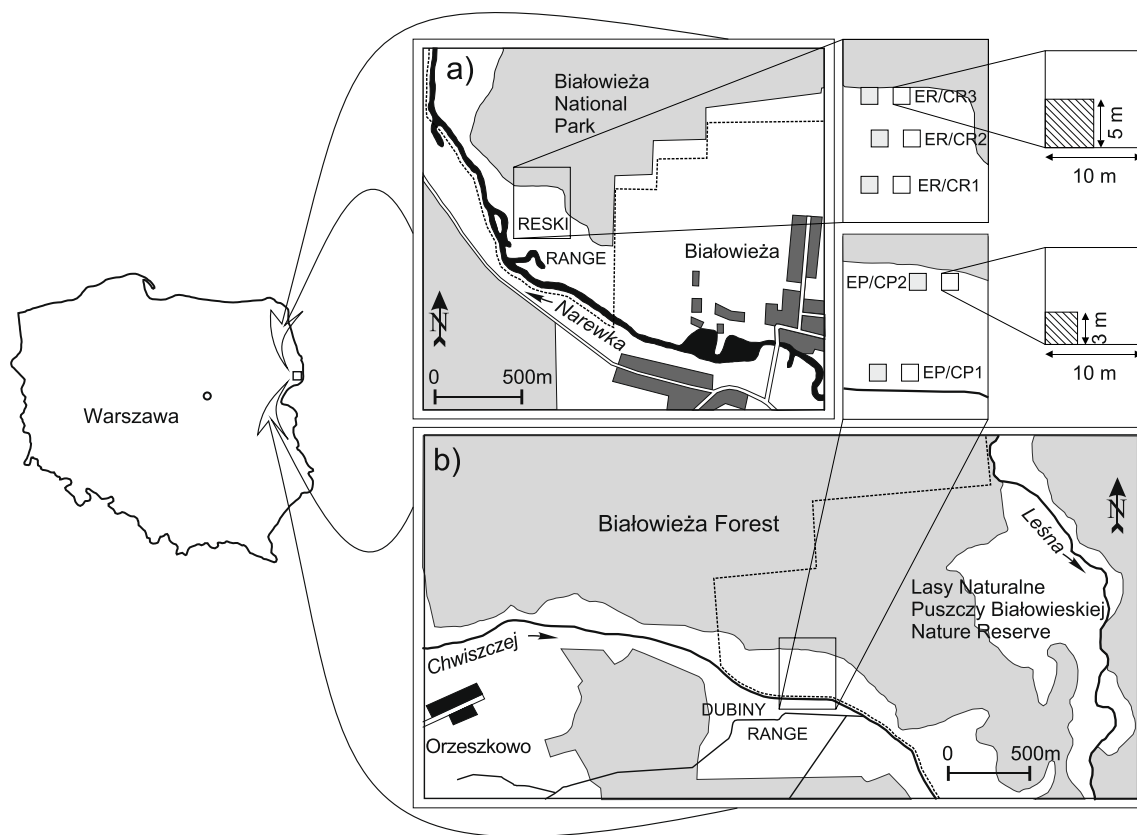 Warszawa
a)
Białowieża
National
Park
RESKI
RANGE
Białowieża
Narewka
N
0 500m
ER/CR3
ER/CR2
ER/CR1
5 m
10 m
EP/CP2
EP/CP1
3 m
10 m
b)
Białowieża Forest
N
Leśna
Lasy Naturalne
Puszczy Białowieskiej
Nature Reserve
Chwiszczej
DUBINY
RANGE
Orzeszkowo
0 500m